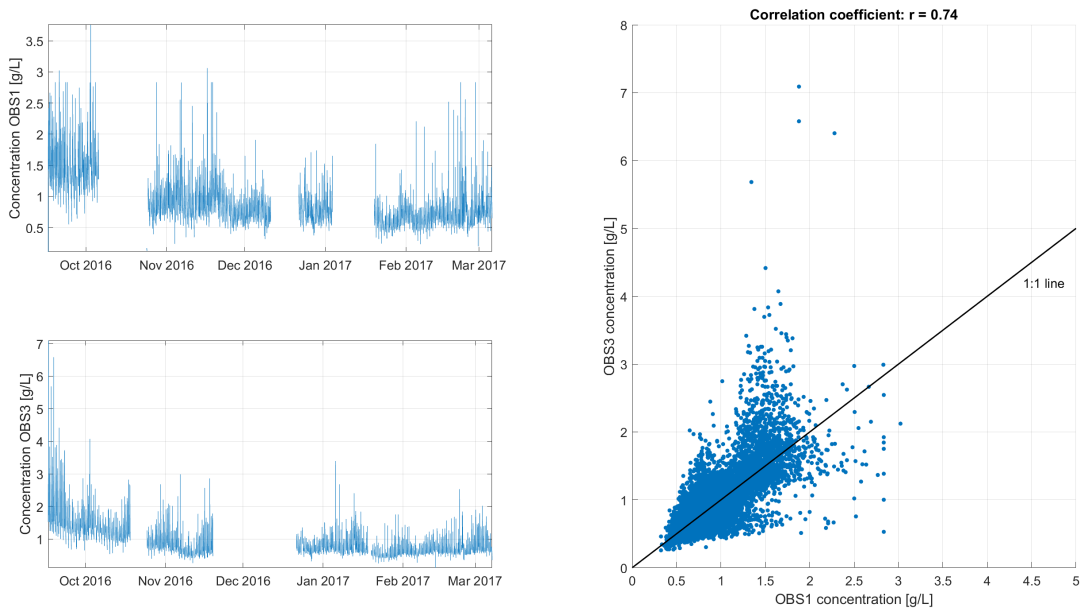 Concentration OBS1 [g/L]
3.5
3
2.5
2
1.5
1
0.5
Oct 2016 Nov 2016 Dec 2016 Jan 2017 Feb 2017 Mar 2017
Concentration OBS3 [g/L]
7
6
5
4
3
2
1
Oct 2016 Nov 2016 Dec 2016 Jan 2017 Feb 2017 Mar 2017
Correlation coefficient: r = 0.74
OBS3 concentration [g/L]
8
7
6
5
4
3
2
1
0
1:1 line
0 0.5 1 1.5 2 2.5 3 3.5 4 4.5 5
OBS1 concentration [g/L]